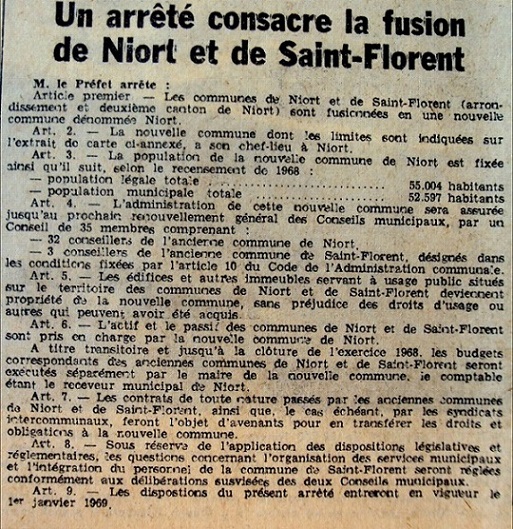 Un arrêté consacre la fusion
de Niort et de Saint-Florent
M. le Préfet arrête :
Article premier — Les communes de Niort et de Saint-Florent (arron-
dissement et deuxième canton de Niort) sont fusionnées en une nouvelle
commune dénommée Niort.
Art. 2. — La nouvelle commune dont les limites sont indiquées
sur l'extrait de carte ci-annexé, a son chef-lieu à Niort.
Art. 3. — La population de la nouvelle commune de Niort est fixée
ainsi qu'il suit, selon le recensement de 1968 :
— population légale totale ........................ 55.004 habitants
— population municipale totale ................ 52.597 habitants
Art. 4. — L'administration de cette nouvelle commune sera assurée
jusqu'au prochain renouvellement général des Conseils municipaux, par un
Conseil de 35 membres comprenant :
— 32 conseillers de l'ancienne commune de Niort,
— 3 conseillers de l'ancienne commune de Saint-Florent, désignés dans
les conditions fixées par l'article 10 du Code de l'Administration communale.
Art. 5. — Les édifices et autres immeubles servant à usage public situés
sur le territoire des communes de Niort et de Saint-Florent deviennent
propriété de la nouvelle commune, sans préjudice des droits d'usage ou
autres qui peuvent avoir été acquis.
Art. 6. — L'actif et le passif des communes de Niort et de Saint-Florent
sont pris en charge par la nouvelle commune de Niort.
A titre transitoire et jusqu'à la clôture de l'exercice 1968, les budgets
correspondants des anciennes communes de Niort et de Saint-Florent seront
exécutés séparément par le maire de la nouvelle commune, le comptable
étant le receveur municipal de Niort.
Art. 7. — Les contrats de toute nature passés par les anciennes communes
de Niort et de Saint-Florent, ainsi que, le cas échéant, par les syndicats
intercommunaux, feront l'objet d'avenants pour en transférer les droits et
obligations à la nouvelle commune.
Art. 8. — Sous réserve de l'application des dispositions législatives et
réglementaires, les questions concernant l'organisation des services municipaux
et l'intégration du personnel de la commune de Saint-Florent seront réglées
conformément aux délibérations susvisées des deux Conseils municipaux.
Art. 9. — Les dispostions du présent arrêté entreront en vigueur le
1er janvier 1969.